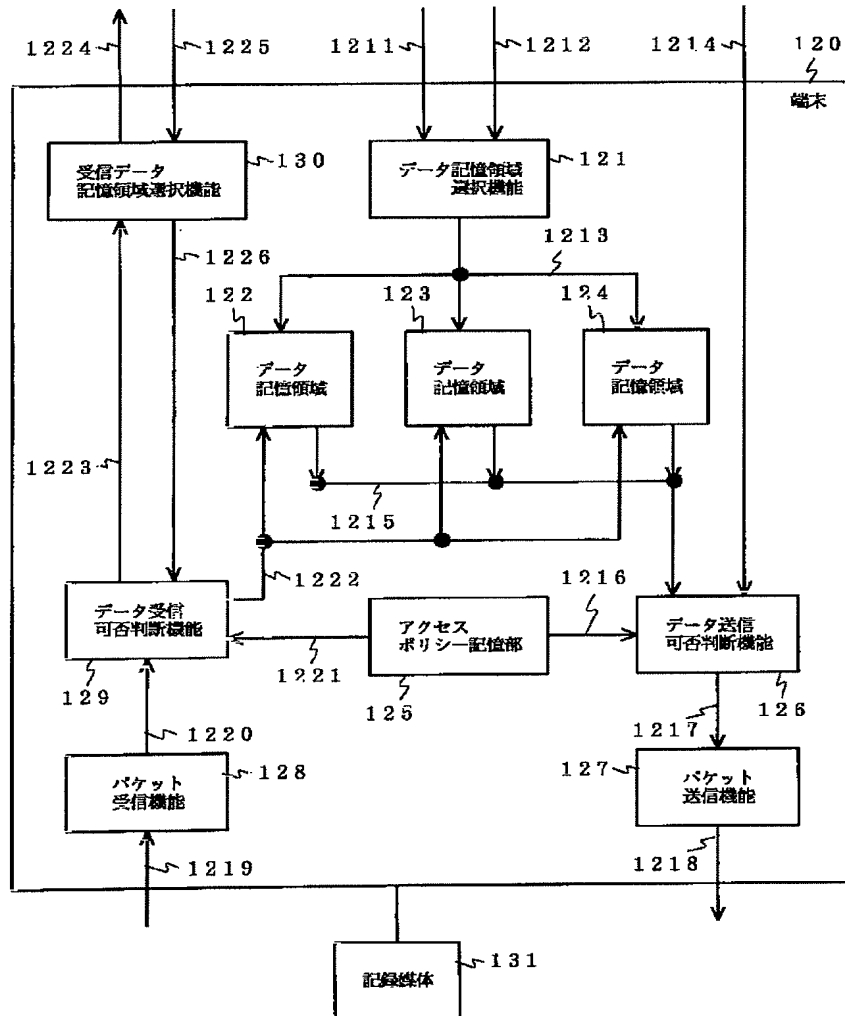 1224
1225
1211
1212
1214
120
端末
受信データ
記憶領域選択機能
130
データ記憶領域
選択機能
121
1226
1213
122
123
124
データ
記憶領域
データ
記憶領域
データ
記憶領域
1223
1215
1222
1216
データ受信
可否判断機能
アクセス
ポリシー記憶部
データ送信
可否判断機能
129
1221
125
126
1220
1217
128
127
パケット
受信機能
パケット
送信機能
1219
1218
記録媒体
131